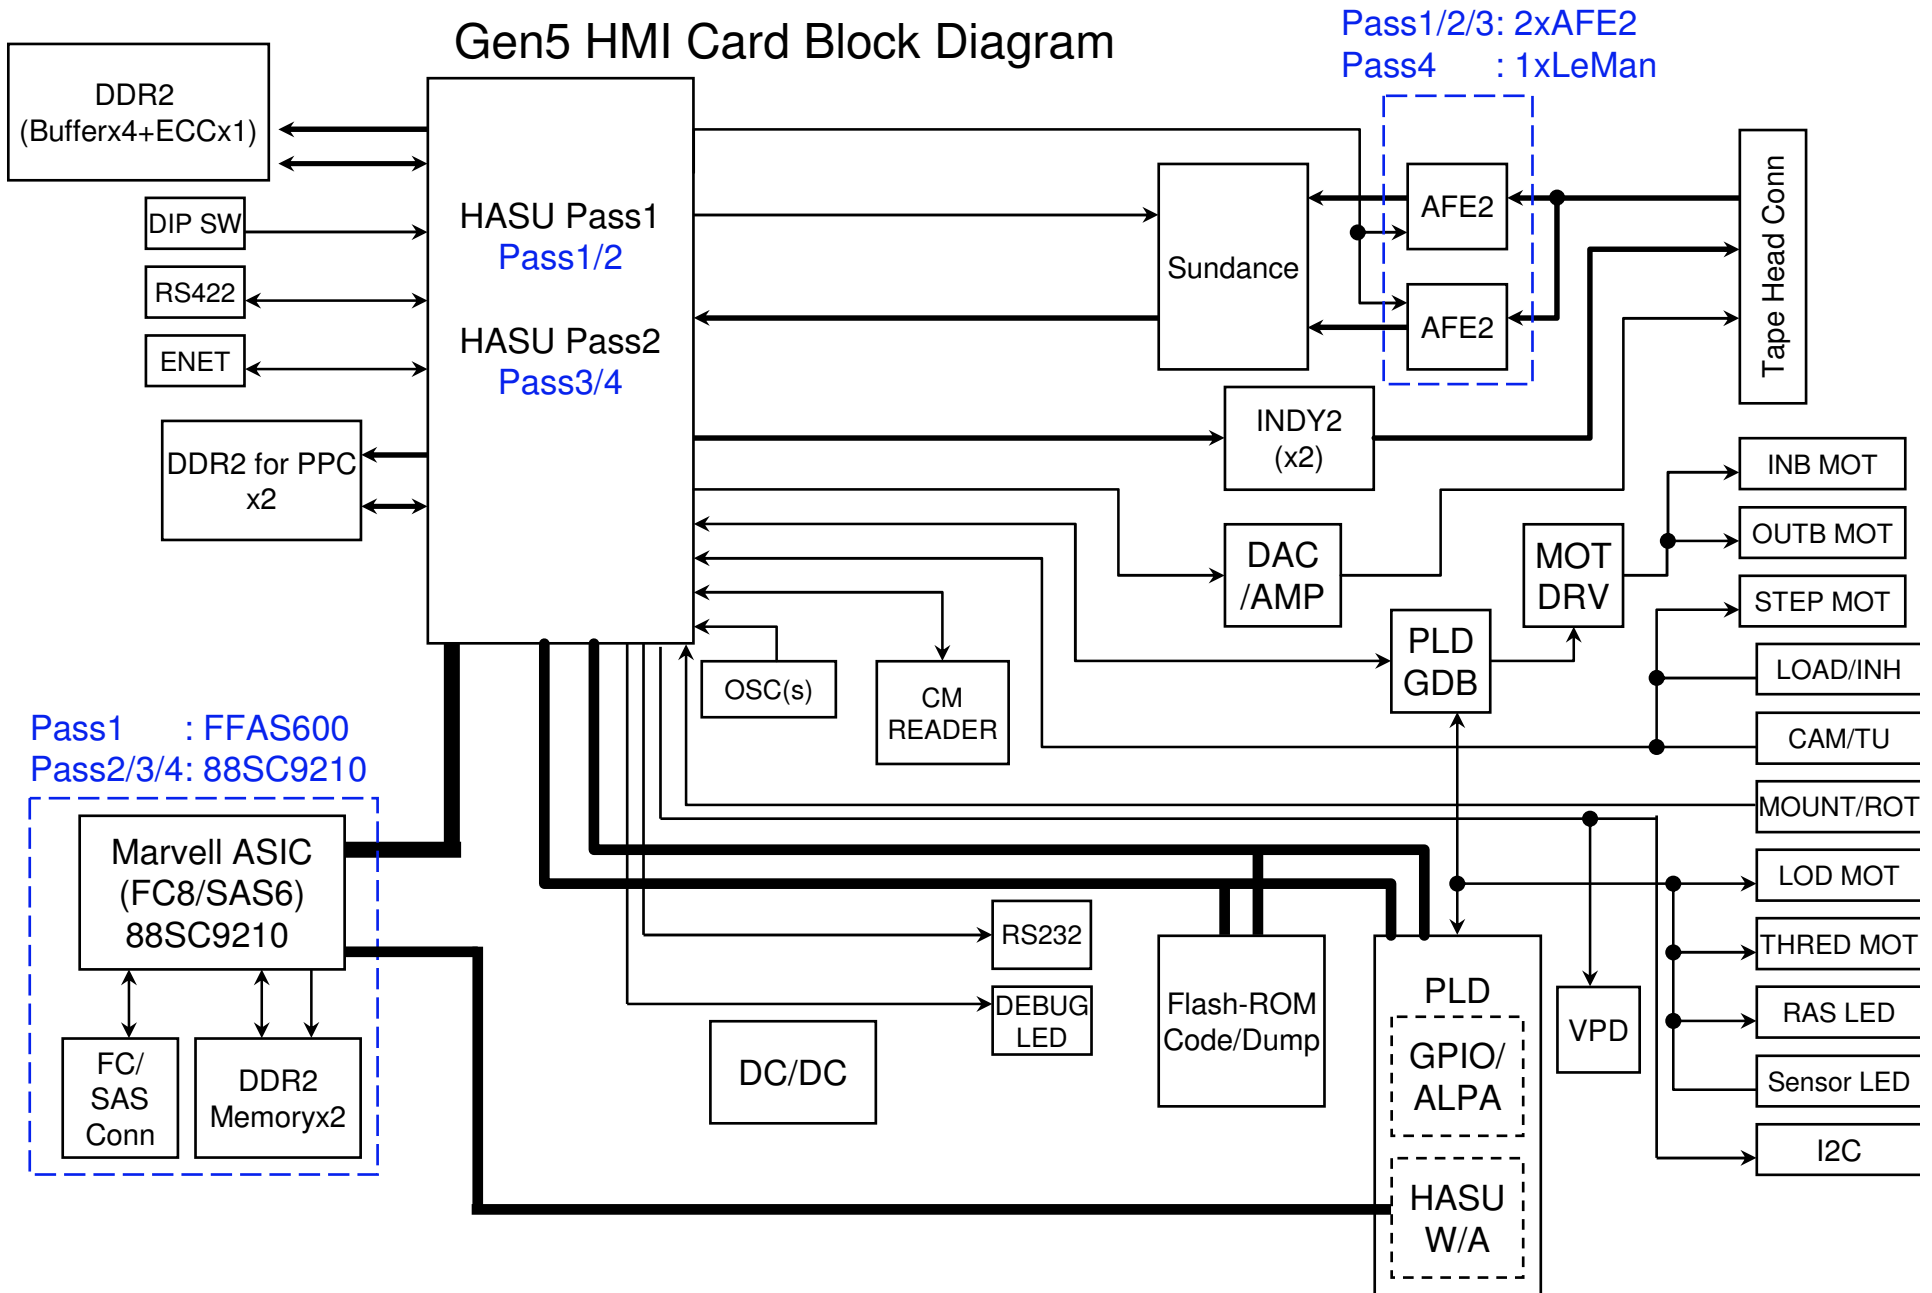 Gen5 HMI Card Block Diagram
Pass1/2/3: 2xAFE2
Pass4 : 1xLeMan
DDR2
(Bufferx4+ECCx1)
DIP SW
RS422
ENET
DDR2 for PPC
x2
HASU Pass1
Pass1/2
HASU Pass2
Pass3/4
Sundance
AFE2
AFE2
Tape Head Conn
INDY2
(x2)
DAC
/AMP
MOT
DRV
PLD
GDB
INB MOT
OUTB MOT
STEP MOT
LOAD/INH
CAM/TU
MOUNT/ROT
LOD MOT
THRED MOT
RAS LED
Sensor LED
I2C
OSC(s)
CM
READER
Pass1 : FFAS600
Pass2/3/4: 88SC9210
Marvell ASIC
(FC8/SAS6)
88SC9210
FC/
SAS
Conn
DDR2
Memoryx2
RS232
DEBUG
LED
DC/DC
Flash-ROM
Code/Dump
PLD
GPIO/
ALPA
HASU
W/A
VPD